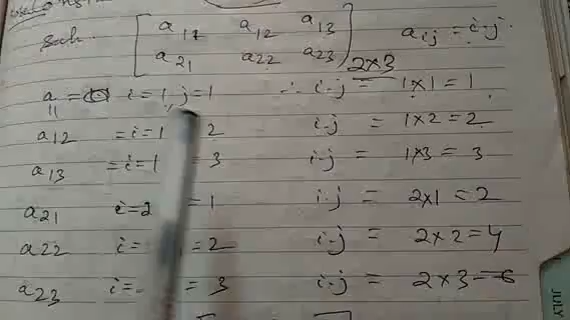 Soln. [ a11 a12 a13 aij = i·j.
a21 a22 a23 ] 2×3
a11 = i=1, j=1 ∴ i·j = 1×1 = 1
a12 = i=1 2 i·j = 1×2 = 2
a13 = i=1 = 3 i·j = 1×3 = 3
a21 i=2 = 1 i·j = 2×1 = 2
a22 i= = 2 i·j = 2×2 = 4
a23 i= = 3 i·j = 2×3 = 6
JULY